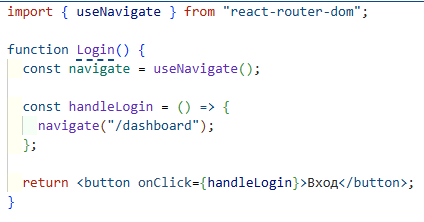 import { useNavigate } from "react-router-dom";

function Login() {
  const navigate = useNavigate();

  const handleLogin = () => {
    navigate("/dashboard");
  };

  return <button onClick={handleLogin}>Вход</button>;
}